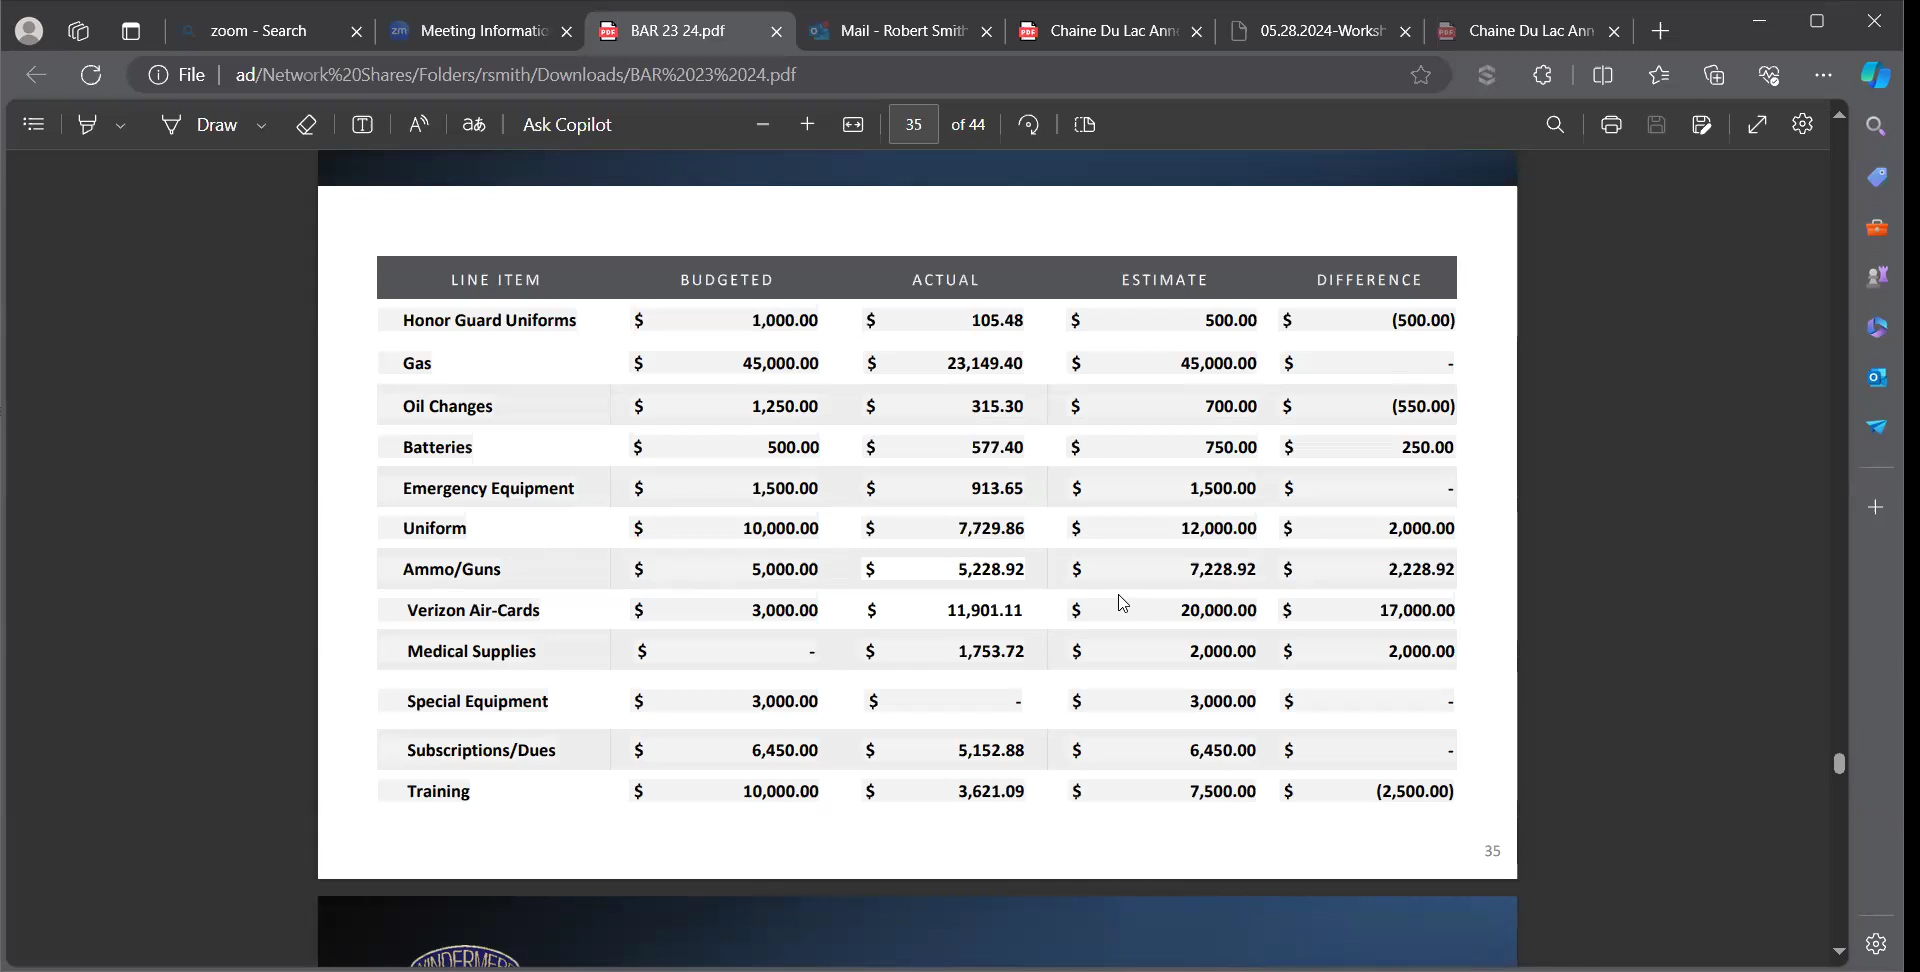 zoom - Search
zm Meeting Informatio
PDF BAR 23 24.pdf
Mail - Robert Smith
PDF Chaine Du Lac Ann
05.28.2024-Worksh
PDF Chaine Du Lac Ann
File ad/Network%20Shares/Folders/rsmith/Downloads/BAR%2023%2024.pdf
Draw
T
aあ
Ask Copilot
35 of 44
LINE ITEM BUDGETED ACTUAL ESTIMATE DIFFERENCE
Honor Guard Uniforms $ 1,000.00 $ 105.48 $ 500.00 $ (500.00)
Gas $ 45,000.00 $ 23,149.40 $ 45,000.00 $ -
Oil Changes $ 1,250.00 $ 315.30 $ 700.00 $ (550.00)
Batteries $ 500.00 $ 577.40 $ 750.00 $ 250.00
Emergency Equipment $ 1,500.00 $ 913.65 $ 1,500.00 $ -
Uniform $ 10,000.00 $ 7,729.86 $ 12,000.00 $ 2,000.00
Ammo/Guns $ 5,000.00 $ 5,228.92 $ 7,228.92 $ 2,228.92
Verizon Air-Cards $ 3,000.00 $ 11,901.11 $ 20,000.00 $ 17,000.00
Medical Supplies $ - $ 1,753.72 $ 2,000.00 $ 2,000.00
Special Equipment $ 3,000.00 $ - $ 3,000.00 $ -
Subscriptions/Dues $ 6,450.00 $ 5,152.88 $ 6,450.00 $ -
Training $ 10,000.00 $ 3,621.09 $ 7,500.00 $ (2,500.00)
35
WINDERMERE